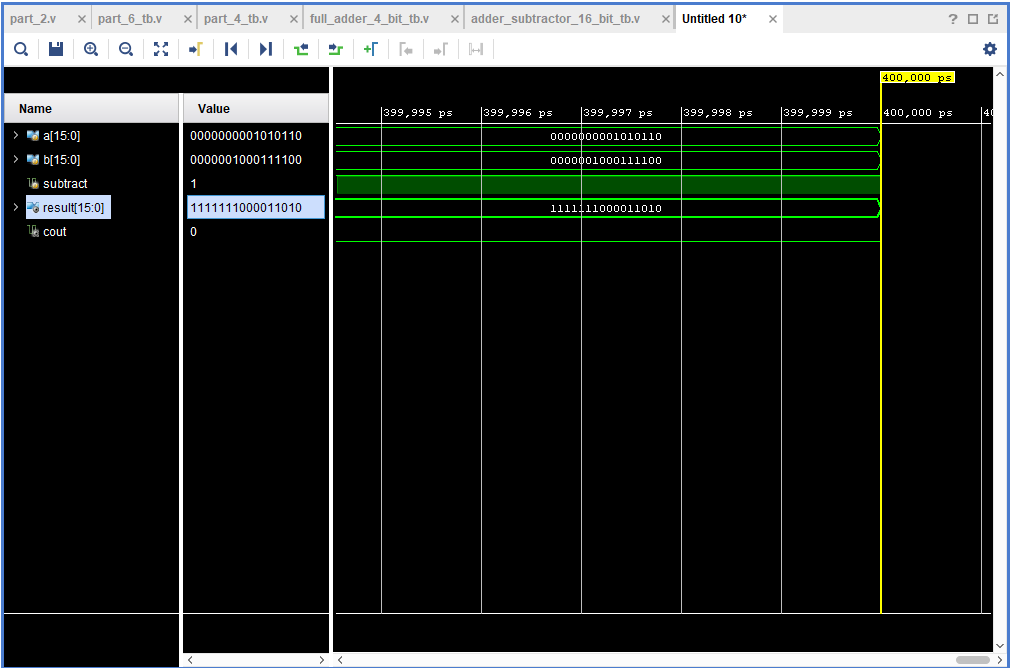 part_2.v × part_6_tb.v × part_4_tb.v × full_adder_4_bit_tb.v × adder_subtractor_16_bit_tb.v × Untitled 10* × ?
400,000 ps
Name Value 399,995 ps 399,996 ps 399,997 ps 399,998 ps 399,999 ps 400,000 ps 40
a[15:0] 0000000001010110 0000000001010110
b[15:0] 0000001000111100 0000001000111100
subtract 1
result[15:0] 1111111000011010 1111111000011010
cout 0